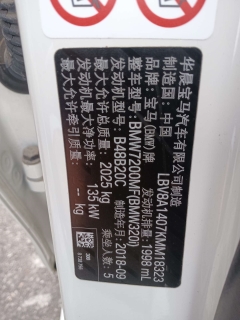 华晨宝马汽车有限公司制造
制造国：中国 LBV8A1407KMM18323
品牌：宝马(BMW)牌 发动机排量：1998 mL
整车型号：BMW7200MF(BMW320) 乘坐人数：5
发动机型号：B48B20C 制造年月：2018-09
最大允许总质量：2025 kg
发动机最大净功率：135 kW
最大允许牵引质量： -- kg